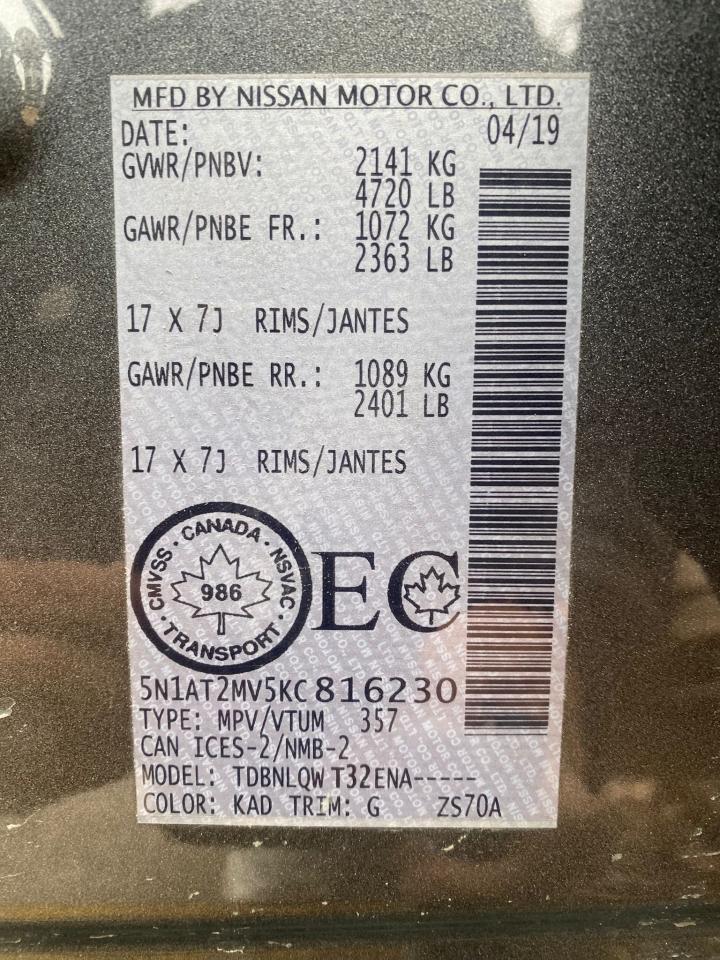 MFD BY NISSAN MOTOR CO., LTD.
DATE: 04/19
GVWR/PNBV: 2141 KG
4720 LB
GAWR/PNBE FR.: 1072 KG
2363 LB
17 X 7J RIMS/JANTES
GAWR/PNBE RR.: 1089 KG
2401 LB
17 X 7J RIMS/JANTES
CMVSS · CANADA · NSVAC · TRANSPORT ·
986
EC
5N1AT2MV5KC816230
TYPE: MPV/VTUM 357
CAN ICES-2/NMB-2
MODEL: TDBNLQW T32ENA-----
COLOR: KAD TRIM: G ZS70A